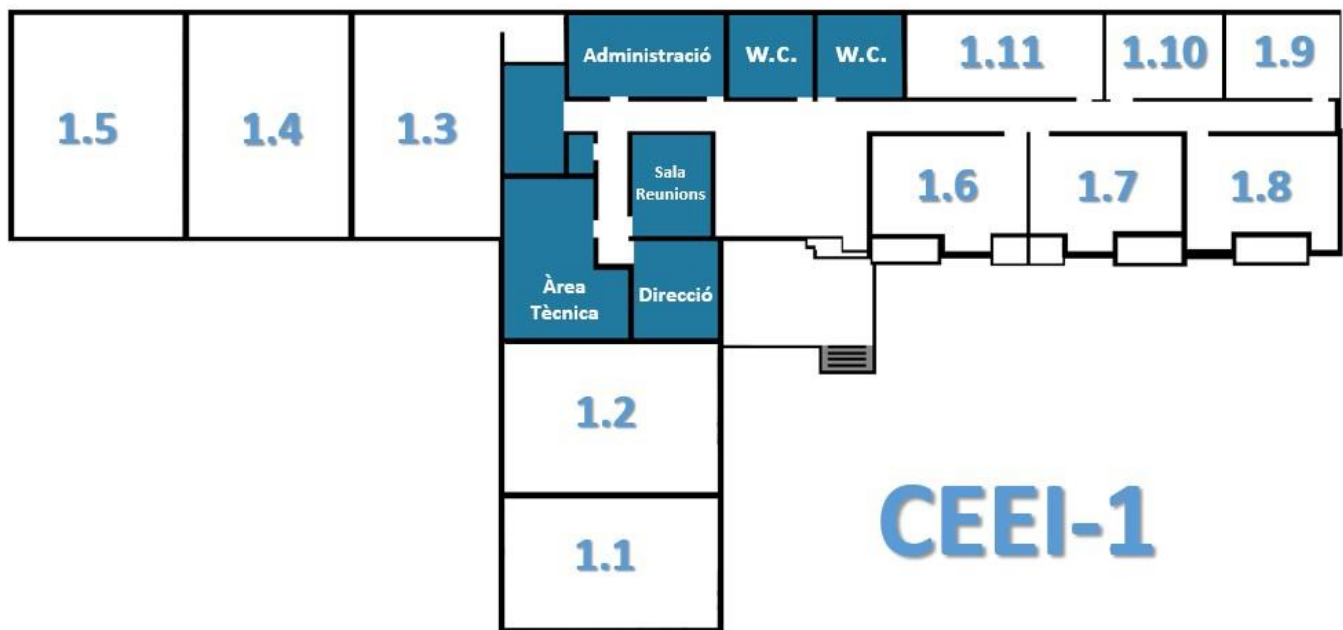 Administració
W.C.
W.C.
1.11
1.10
1.9
1.5
1.4
1.3
Sala
Reunions
1.6
1.7
1.8
Àrea
Tècnica
Direcció
1.2
CEEI-1
1.1